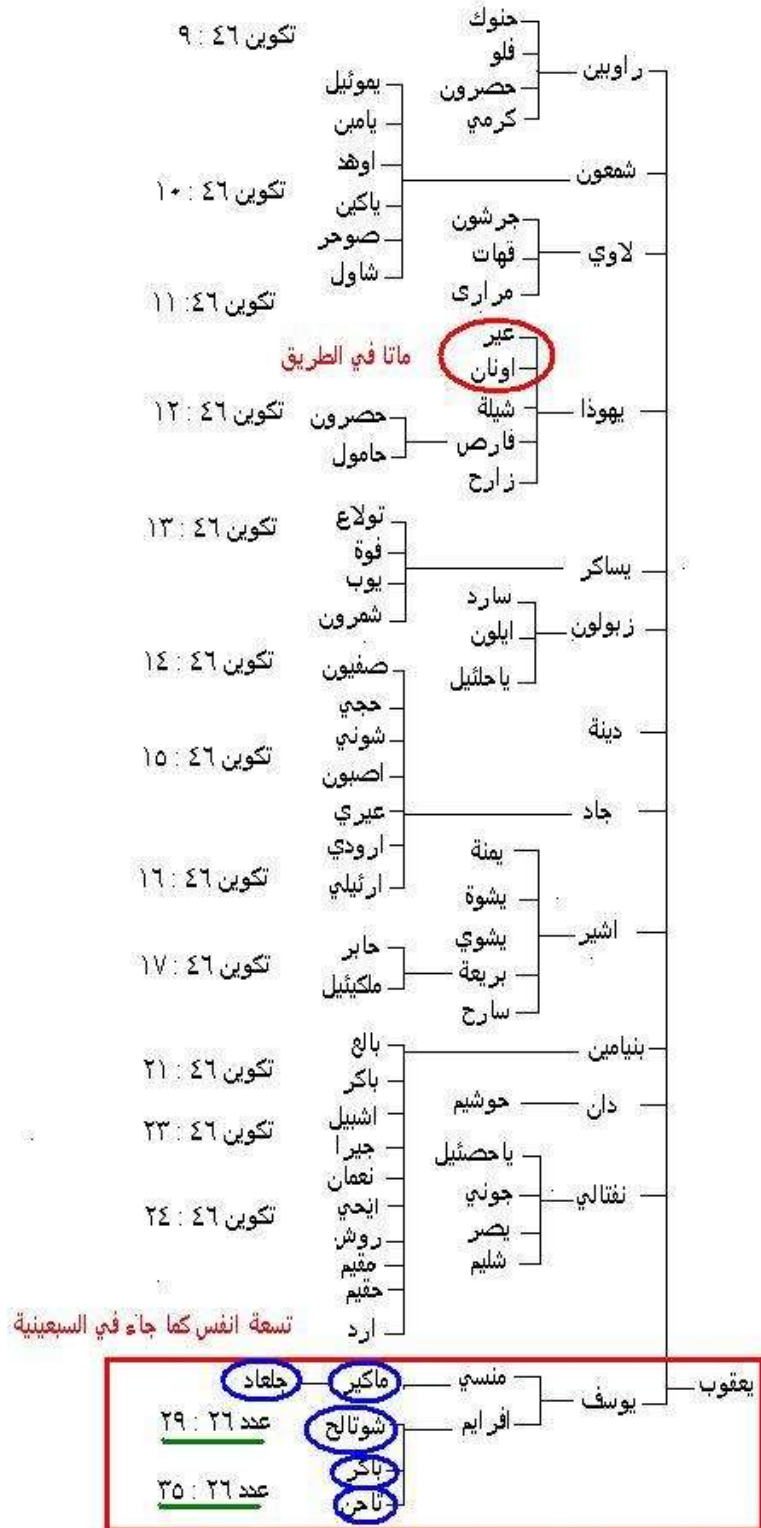 حنوك
تكوين ٤٦ : ٩
فلو
راوبين
حصرون
يموئيل
كرمي
يامين
اوهد
شمعون
تكوين ٤٦ : ١٠
ياكين
جرشون
صوحر
قهات
لاوي
شاول
مرارى
تكوين ٤٦: ١١
عير
ماتا في الطريق
اونان
شيلة
يهوذا
حصرون
تكوين ٤٦: ١٢
فارص
حامول
زارح
تولاع
تكوين ٤٦ : ١٣
فوة
يساكر
يوب
سارد
شمرون
زبولون
ايلون
تكوين ٤٦ : ١٤
صفيون
ياحلئيل
حجي
دينة
شوني
تكوين ٤٦ : ١٥
اصبون
جاد
عيري
ارودي
يمنة
تكوين ٤٦ : ١٦
ارئيلي
يشوة
اشير
يشوي
حابر
تكوين ٤٦ : ١٧
بريعة
ملكيئيل
سارح
بالع
بنيامين
تكوين ٤٦ : ٢١
باكر
دان
حوشيم
اشبيل
تكوين ٤٦ : ٢٣
جيرا
ياحصئيل
نعمان
نفتالي
جوني
ايحي
تكوين ٤٦ : ٢٤
روش
يصر
مفيم
شليم
حفيم
ارد
تسعة انفس كما جاء في السبعينية
يعقوب
يوسف
منسي
ماكير
جلعاد
افرايم
شوتالح
عدد ٢٦ : ٢٩
باكر
تاحن
عدد ٢٦ : ٣٥